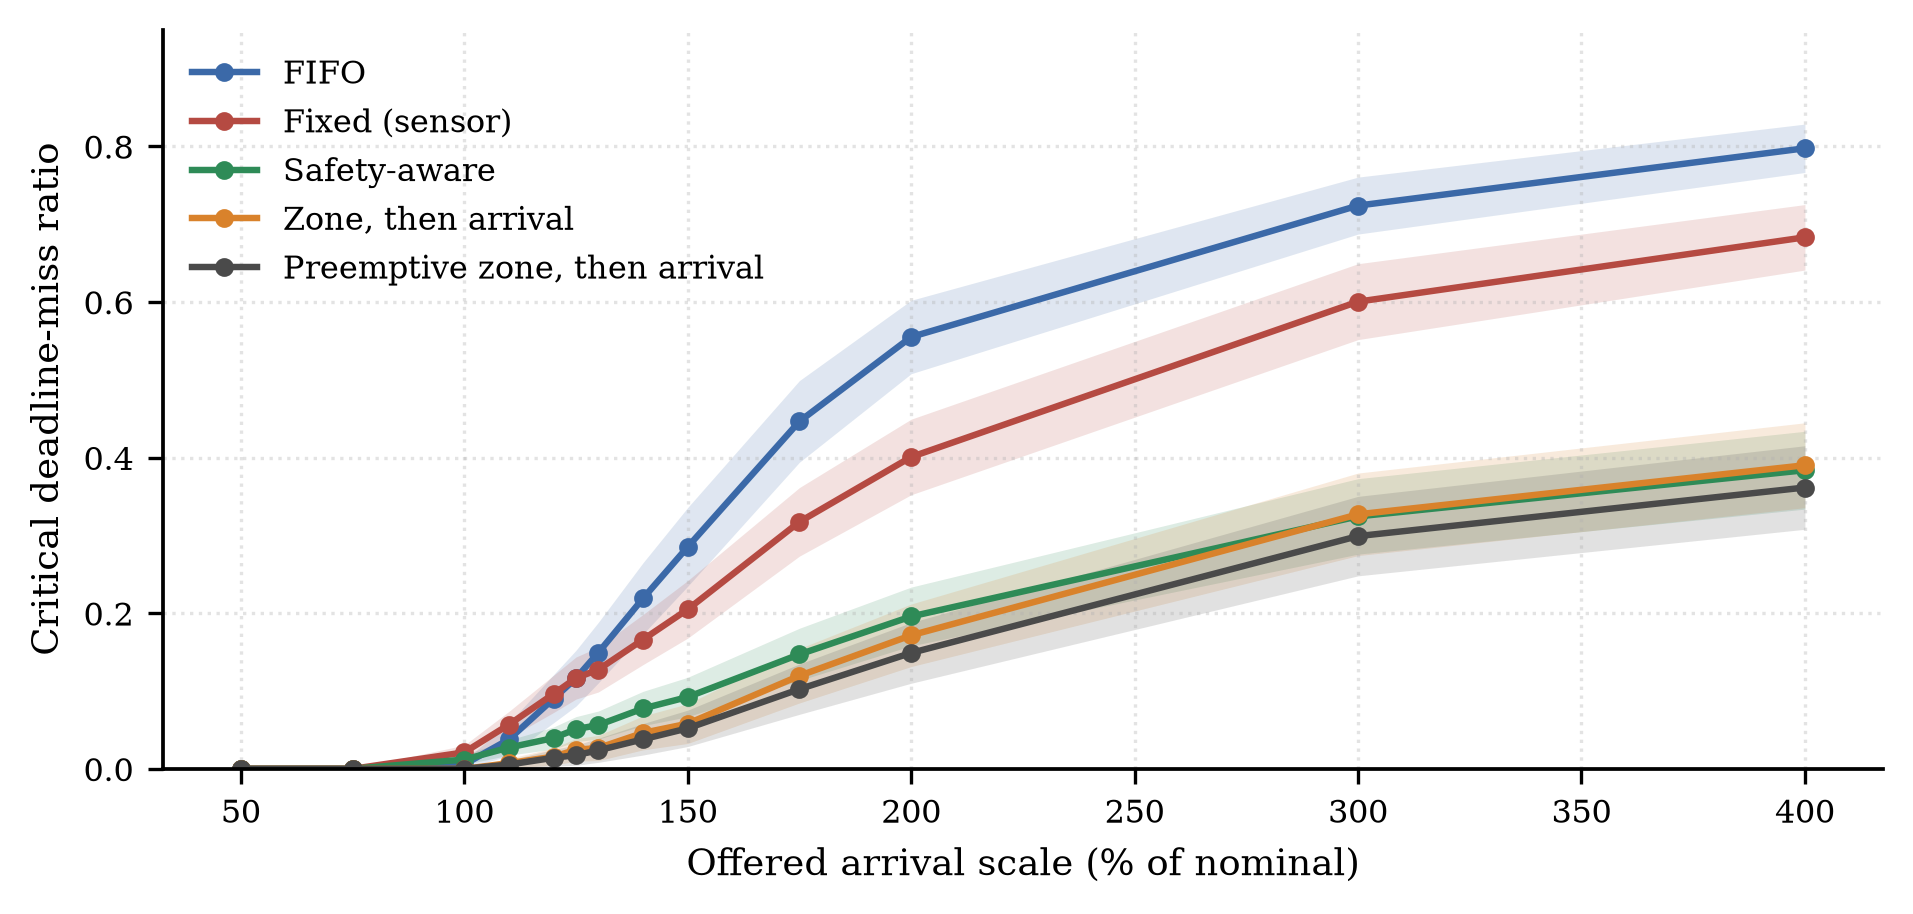 FIFO
Fixed (sensor)
Safety-aware
Zone, then arrival
Preemptive zone, then arrival
Critical deadline-miss ratio
0.8
0.6
0.4
0.2
0.0
50 100 150 200 250 300 350 400
Offered arrival scale (% of nominal)